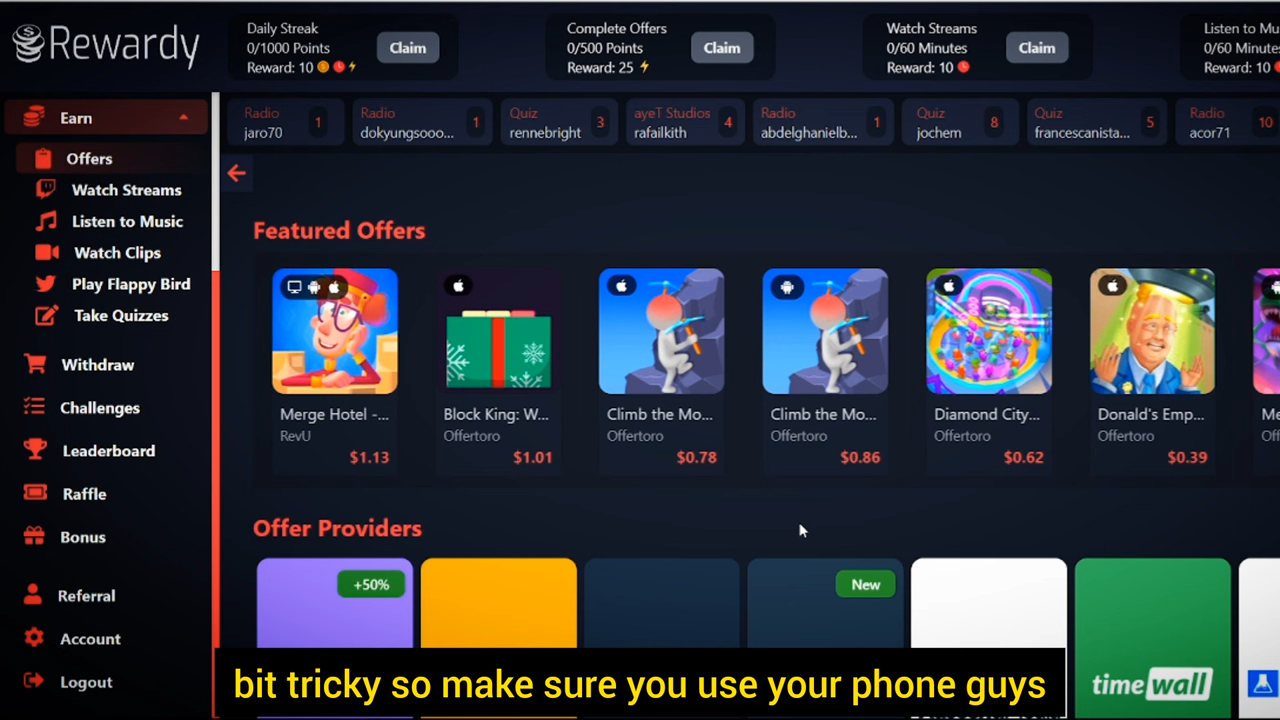 Rewardy
Daily Streak
0/1000 Points
Reward: 10
Claim
Complete Offers
0/500 Points
Reward: 25
Claim
Watch Streams
0/60 Minutes
Reward: 10
Claim
Listen to Mu
0/60 Minutes
Reward: 10
Radio
jaro70
1
Radio
dokyungsooo...
1
Quiz
rennebright
3
ayeT Studios
rafailkith
4
Radio
abdelghanielb...
1
Quiz
jochem
8
Quiz
francescanista...
5
Radio
acor71
10
Earn
Offers
Watch Streams
Listen to Music
Watch Clips
Play Flappy Bird
Take Quizzes
Withdraw
Challenges
Leaderboard
Raffle
Bonus
Referral
Account
Logout
Featured Offers
Merge Hotel -...
RevU
$1.13
Block King: W...
Offertoro
$1.01
Climb the Mo...
Offertoro
$0.78
Climb the Mo...
Offertoro
$0.86
Diamond City...
Offertoro
$0.62
Donald's Emp...
Offertoro
$0.39
Me
Off
Offer Providers
+50%
New
timewall
bit tricky so make sure you use your phone guys